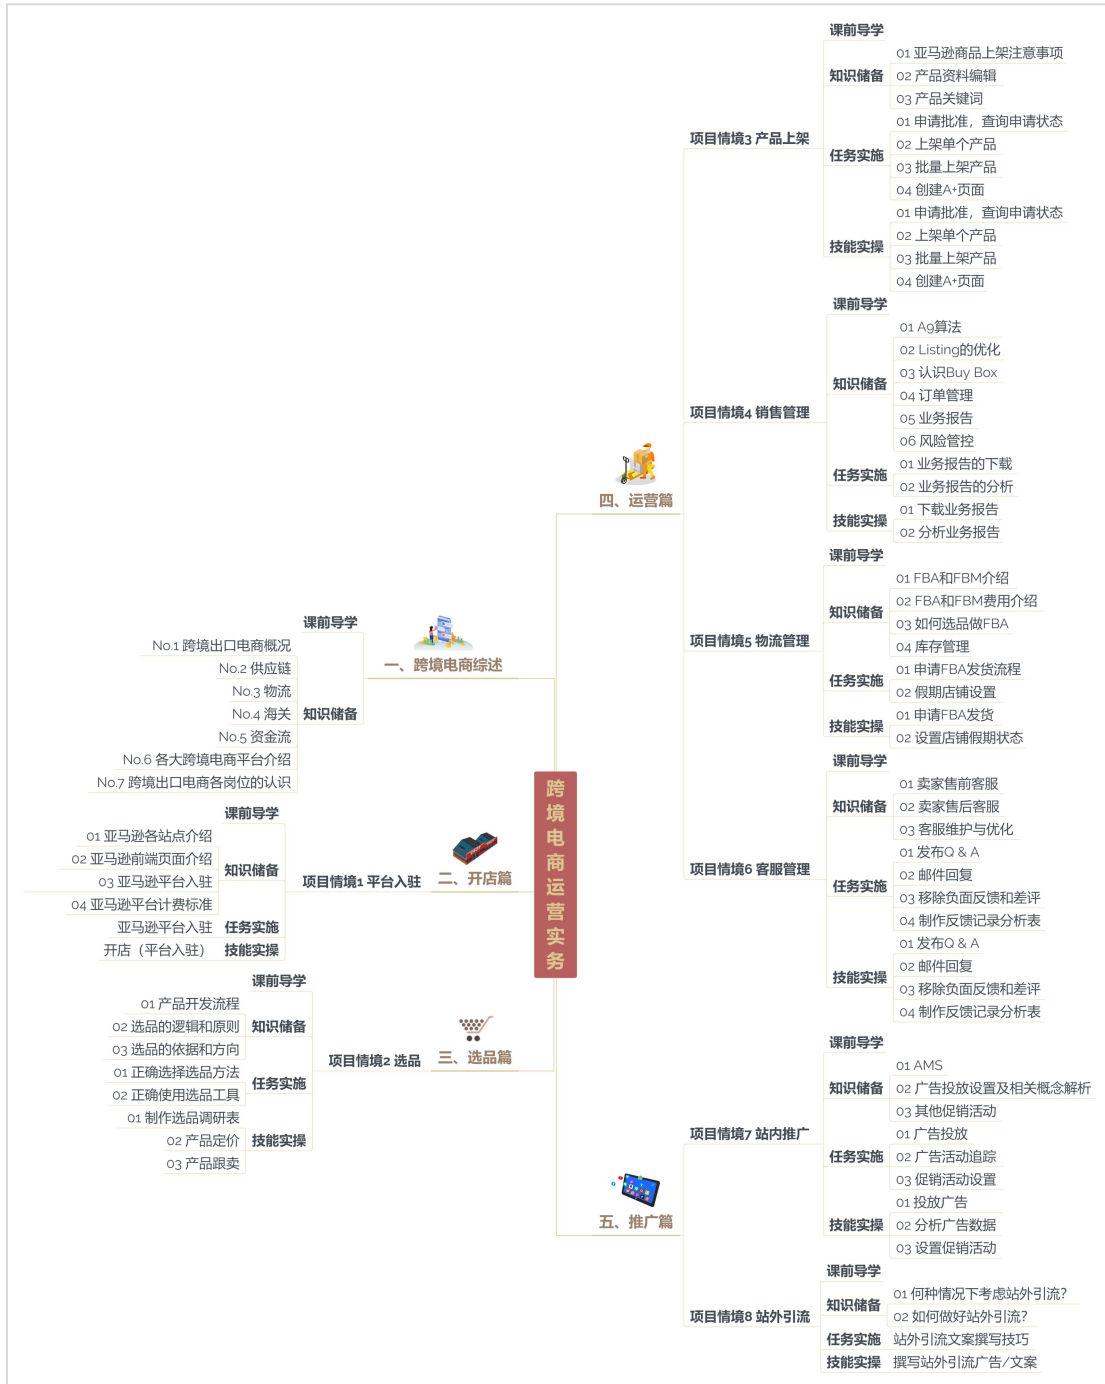 跨境电商运营实务
一、跨境电商综述
课前导学
知识储备
No.1 跨境出口电商概况
No.2 供应链
No.3 物流
No.4 海关
No.5 资金流
No.6 各大跨境电商平台介绍
No.7 跨境出口电商各岗位的认识
二、开店篇
项目情境1 平台入驻
课前导学
知识储备
01 亚马逊各站点介绍
02 亚马逊前端页面介绍
03 亚马逊平台入驻
04 亚马逊平台计费标准
任务实施
亚马逊平台入驻
技能实操
开店（平台入驻）
三、选品篇
项目情境2 选品
课前导学
知识储备
01 产品开发流程
02 选品的逻辑和原则
03 选品的依据和方向
任务实施
01 正确选择选品方法
02 正确使用选品工具
技能实操
01 制作选品调研表
02 产品定价
03 产品跟卖
四、运营篇
项目情境3 产品上架
课前导学
知识储备
01 亚马逊商品上架注意事项
02 产品资料编辑
03 产品关键词
任务实施
01 申请批准，查询申请状态
02 上架单个产品
03 批量上架产品
04 创建A+页面
技能实操
01 申请批准，查询申请状态
02 上架单个产品
03 批量上架产品
04 创建A+页面
项目情境4 销售管理
课前导学
知识储备
01 A9算法
02 Listing的优化
03 认识Buy Box
04 订单管理
05 业务报告
06 风险管控
任务实施
01 业务报告的下载
02 业务报告的分析
技能实操
01 下载业务报告
02 分析业务报告
项目情境5 物流管理
课前导学
知识储备
01 FBA和FBM介绍
02 FBA和FBM费用介绍
03 如何选品做FBA
04 库存管理
任务实施
01 申请FBA发货流程
02 假期店铺设置
技能实操
01 申请FBA发货
02 设置店铺假期状态
项目情境6 客服管理
课前导学
知识储备
01 卖家售前客服
02 卖家售后客服
03 客服维护与优化
任务实施
01 发布Q & A
02 邮件回复
03 移除负面反馈和差评
04 制作反馈记录分析表
技能实操
01 发布Q & A
02 邮件回复
03 移除负面反馈和差评
04 制作反馈记录分析表
五、推广篇
项目情境7 站内推广
课前导学
知识储备
01 AMS
02 广告投放设置及相关概念解析
03 其他促销活动
任务实施
01 广告投放
02 广告活动追踪
03 促销活动设置
技能实操
01 投放广告
02 分析广告数据
03 设置促销活动
项目情境8 站外引流
课前导学
知识储备
01 何种情况下考虑站外引流?
02 如何做好站外引流?
任务实施
站外引流文案撰写技巧
技能实操
撰写站外引流广告/文案